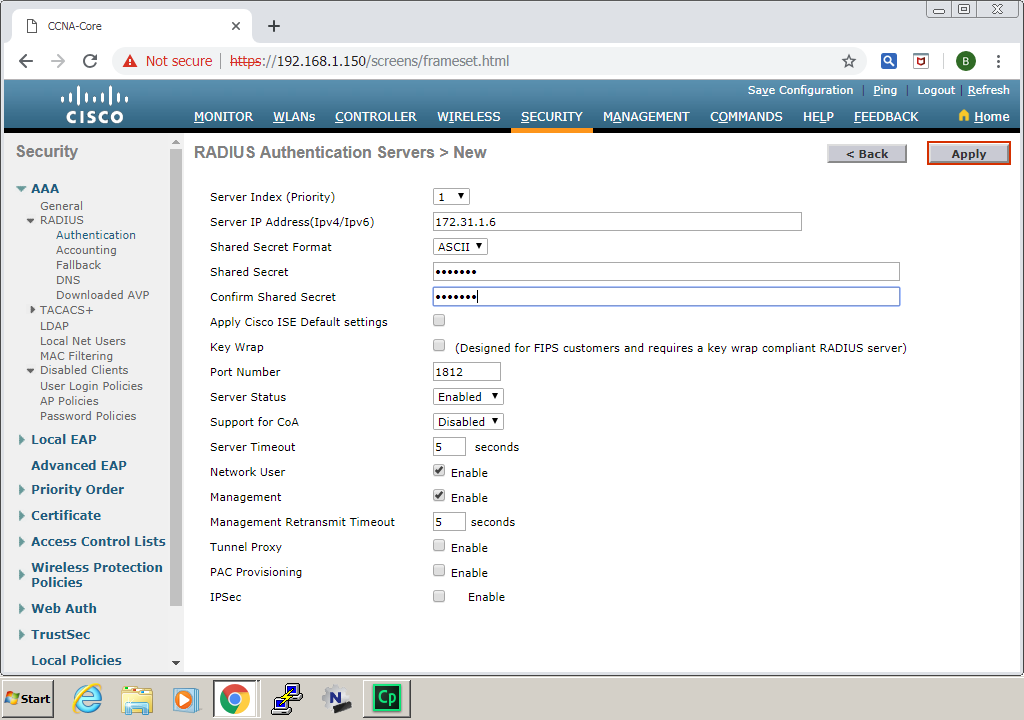 CCNA-Core
Not secure
https://192.168.1.150/screens/frameset.html
B
Save Configuration
Ping
Logout
Refresh
CISCO
MONITOR
WLANs
CONTROLLER
WIRELESS
SECURITY
MANAGEMENT
COMMANDS
HELP
FEEDBACK
Home
Security
AAA
General
RADIUS
Authentication
Accounting
Fallback
DNS
Downloaded AVP
TACACS+
LDAP
Local Net Users
MAC Filtering
Disabled Clients
User Login Policies
AP Policies
Password Policies
Local EAP
Advanced EAP
Priority Order
Certificate
Access Control Lists
Wireless Protection
Policies
Web Auth
TrustSec
Local Policies
RADIUS Authentication Servers > New
< Back
Apply
Server Index (Priority) 1
Server IP Address(Ipv4/Ipv6) 172.31.1.6
Shared Secret Format ASCII
Shared Secret •••••••
Confirm Shared Secret •••••••
Apply Cisco ISE Default settings
Key Wrap (Designed for FIPS customers and requires a key wrap compliant RADIUS server)
Port Number 1812
Server Status Enabled
Support for CoA Disabled
Server Timeout 5 seconds
Network User Enable
Management Enable
Management Retransmit Timeout 5 seconds
Tunnel Proxy Enable
PAC Provisioning Enable
IPSec Enable
Start
N
Cp